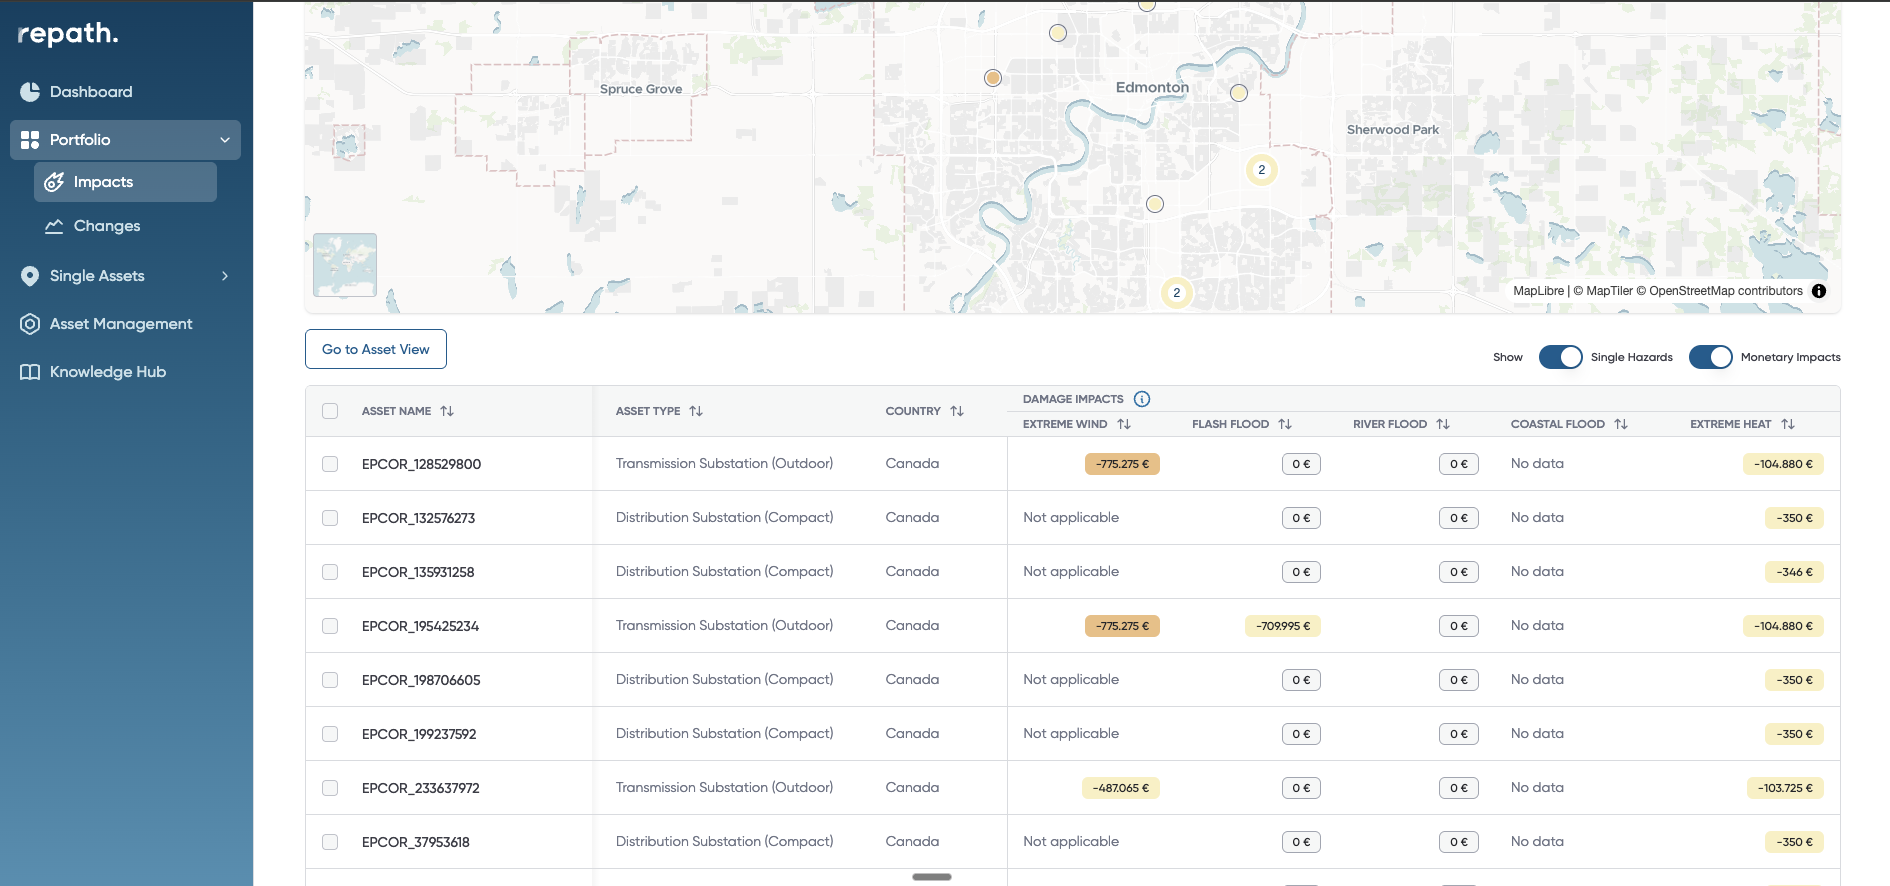 repath.
Dashboard
Portfolio
Impacts
Changes
Single Assets
Asset Management
Knowledge Hub
Spruce Grove
Edmonton
Sherwood Park
2
2
MapLibre | © MapTiler © OpenStreetMap contributors
Go to Asset View
Show Single Hazards Monetary Impacts
ASSET NAME ASSET TYPE COUNTRY DAMAGE IMPACTS
EXTREME WIND FLASH FLOOD RIVER FLOOD COASTAL FLOOD EXTREME HEAT
EPCOR_128529800 Transmission Substation (Outdoor) Canada -775.275 € 0 € 0 € No data -104.880 €
EPCOR_132576273 Distribution Substation (Compact) Canada Not applicable 0 € 0 € No data -350 €
EPCOR_135931258 Distribution Substation (Compact) Canada Not applicable 0 € 0 € No data -346 €
EPCOR_195425234 Transmission Substation (Outdoor) Canada -775.275 € -709.995 € 0 € No data -104.880 €
EPCOR_198706605 Distribution Substation (Compact) Canada Not applicable 0 € 0 € No data -350 €
EPCOR_199237592 Distribution Substation (Compact) Canada Not applicable 0 € 0 € No data -350 €
EPCOR_233637972 Transmission Substation (Outdoor) Canada -487.065 € 0 € 0 € No data -103.725 €
EPCOR_37953618 Distribution Substation (Compact) Canada Not applicable 0 € 0 € No data -350 €